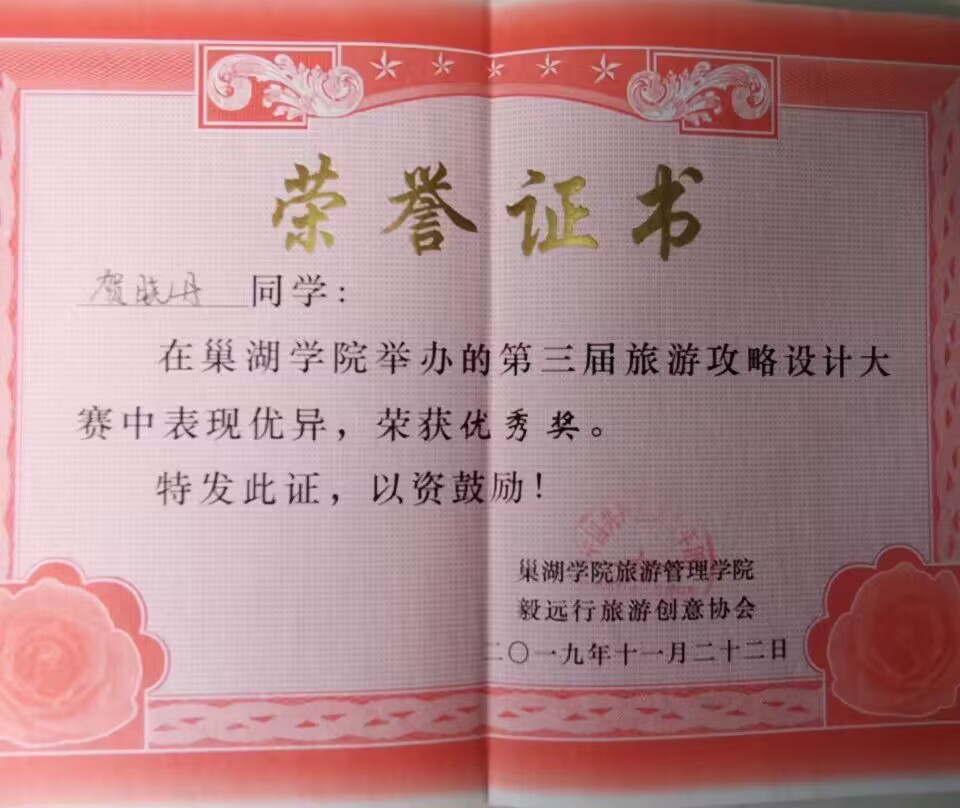 荣誉证书
贺晓丹 同学:
在巢湖学院举办的第三届旅游攻略设计大
赛中表现优异，荣获优秀奖。
特发此证，以资鼓励!
巢湖学院旅游管理学院
毅远行旅游创意协会
二〇一九年十一月二十二日